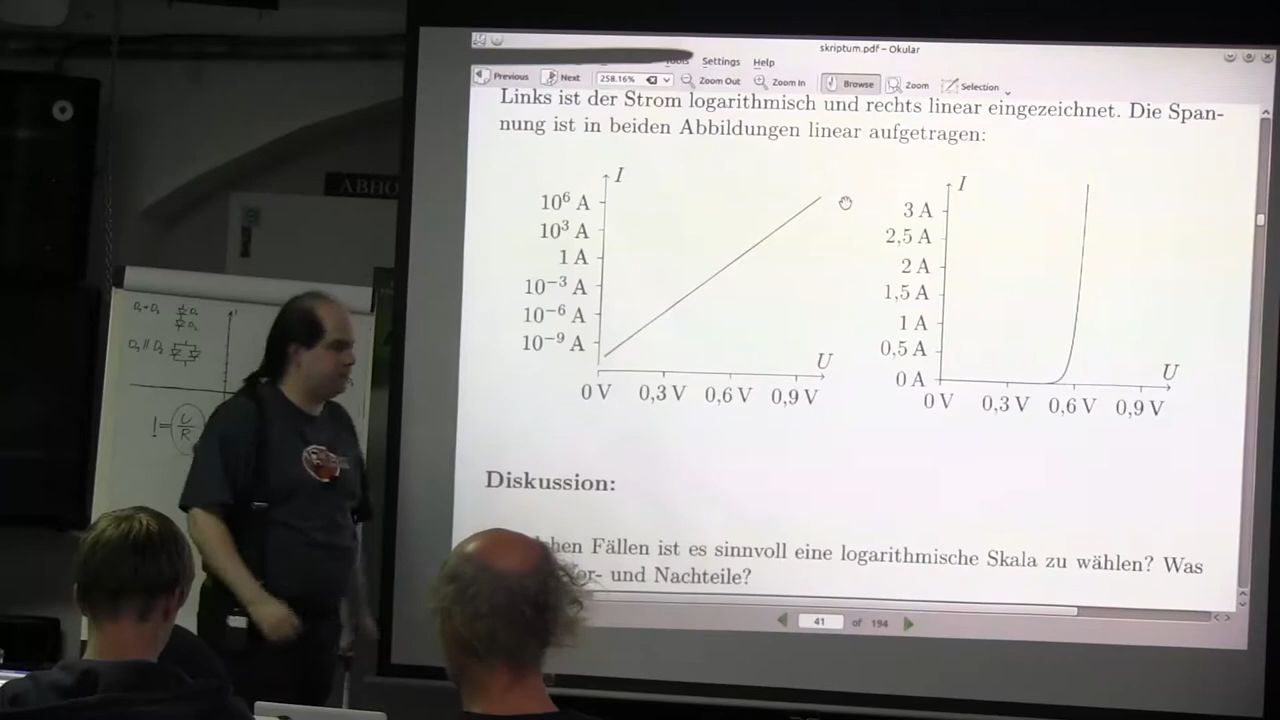 skriptum.pdf – Okular
Settings Help
Previous Next 258.16% Zoom Out Zoom In Browse Zoom Selection
Links ist der Strom logarithmisch und rechts linear eingezeichnet. Die Span-
nung ist in beiden Abbildungen linear aufgetragen:
I
10⁶ A
10³ A
1 A
10⁻³ A
10⁻⁶ A
10⁻⁹ A
U
0 V 0,3 V 0,6 V 0,9 V
I
3 A
2,5 A
2 A
1,5 A
1 A
0,5 A
0 A
U
0 V 0,3 V 0,6 V 0,9 V
Diskussion:
Fällen ist es sinnvoll eine logarithmische Skala zu wählen? Was
und Nachteile?
41 of 194
ABHO
D₁ // D₂
I = U/R